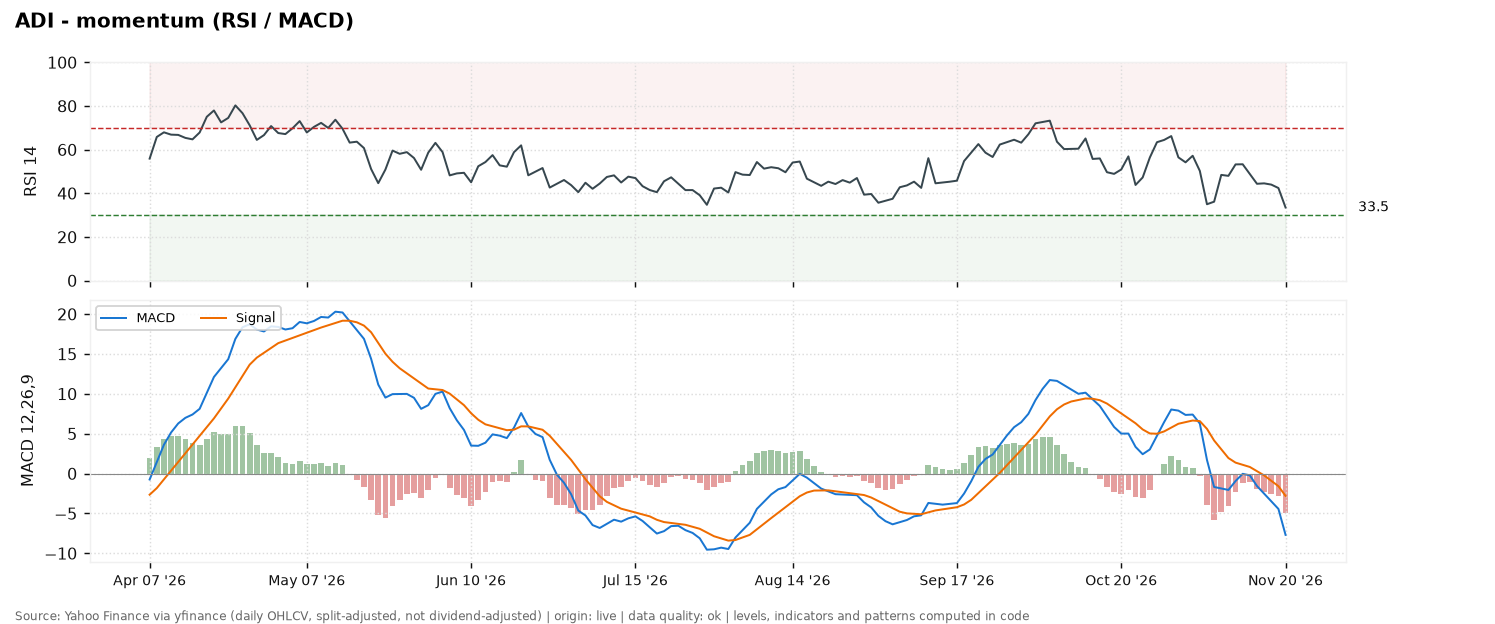 ADI - momentum (RSI / MACD)
100
80
60
40
20
0
RSI 14
33.5
MACD
Signal
20
15
10
5
0
−5
−10
MACD 12,26,9
Apr 07 '26
May 07 '26
Jun 10 '26
Jul 15 '26
Aug 14 '26
Sep 17 '26
Oct 20 '26
Nov 20 '26
Source: Yahoo Finance via yfinance (daily OHLCV, split-adjusted, not dividend-adjusted) | origin: live | data quality: ok | levels, indicators and patterns computed in code